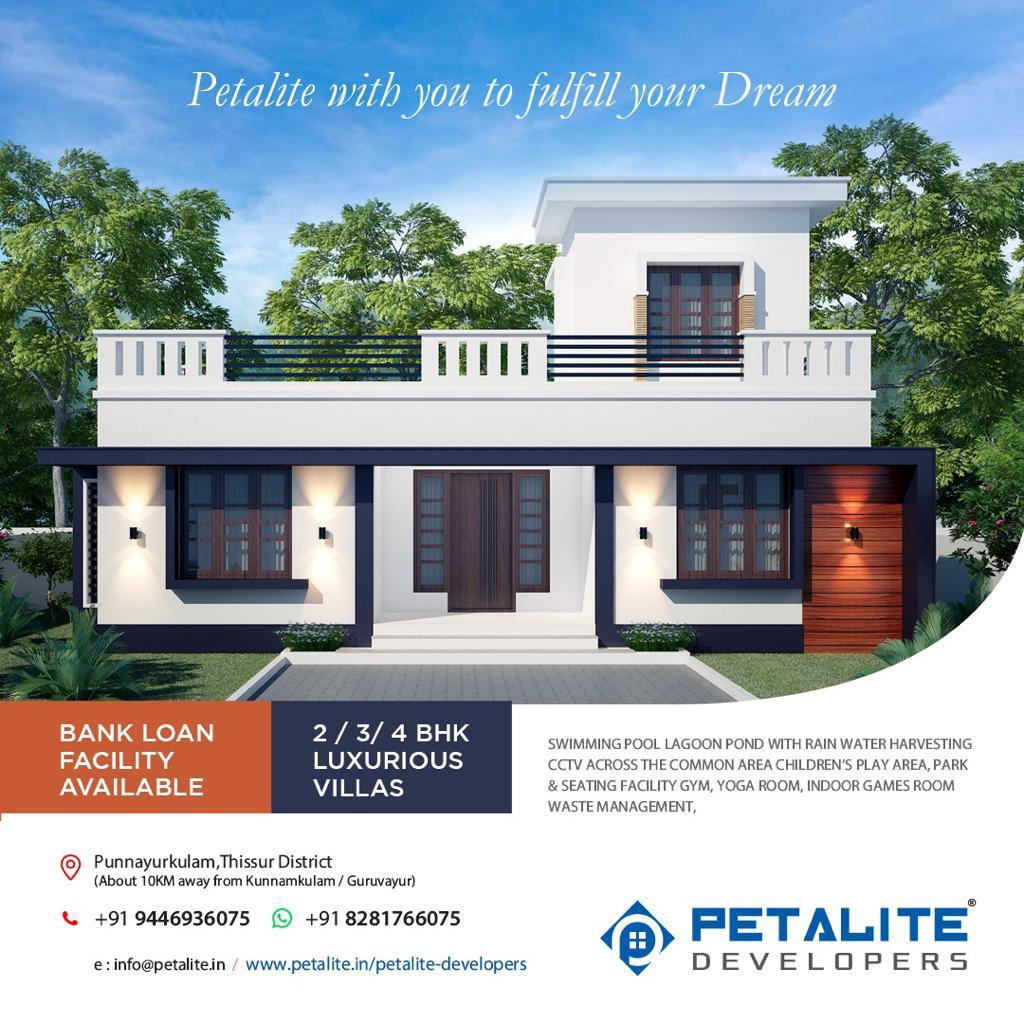 Petalite with you to fulfill your Dream
BANK LOAN
FACILITY
AVAILABLE
2 / 3/ 4 BHK
LUXURIOUS
VILLAS
SWIMMING POOL LAGOON POND WITH RAIN WATER HARVESTING
CCTV ACROSS THE COMMON AREA CHILDREN'S PLAY AREA, PARK
& SEATING FACILITY GYM, YOGA ROOM, INDOOR GAMES ROOM
WASTE MANAGEMENT,
Punnayurkulam,Thissur District
(About 10KM away from Kunnamkulam / Guruvayur)
+91 9446936075 +91 8281766075
e : info@petalite.in / www.petalite.in/petalite-developers
PETALITE®
DEVELOPERS